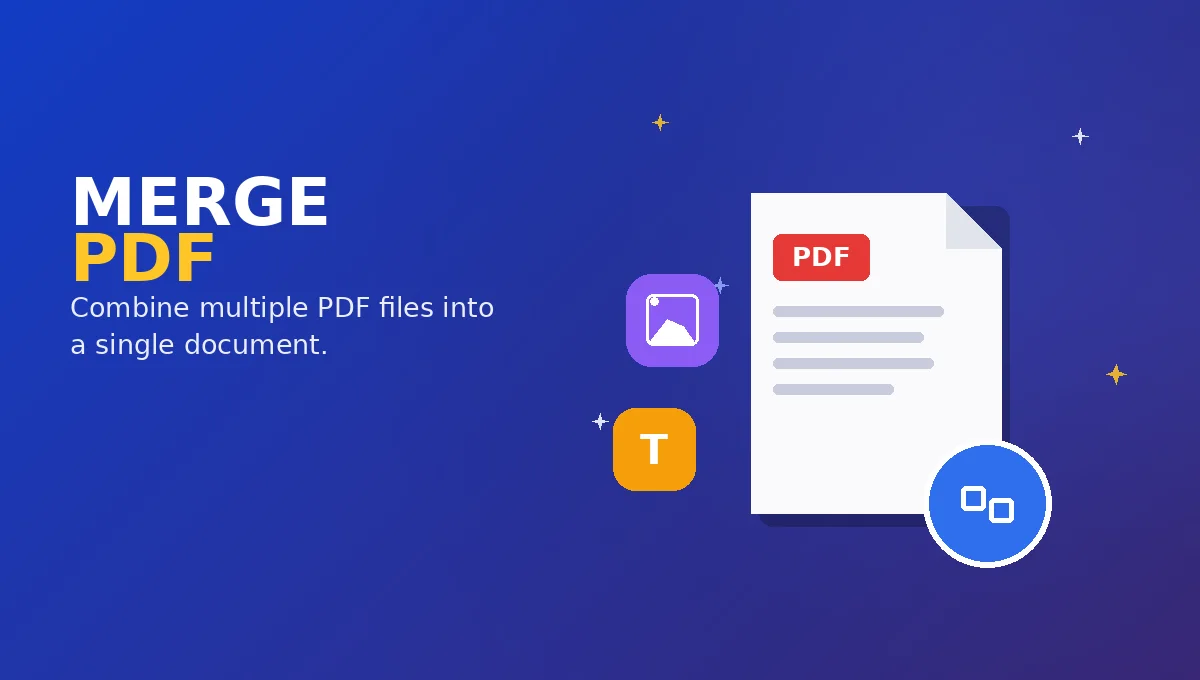 MERGE
PDF
Combine multiple PDF files into
a single document.
PDF
T